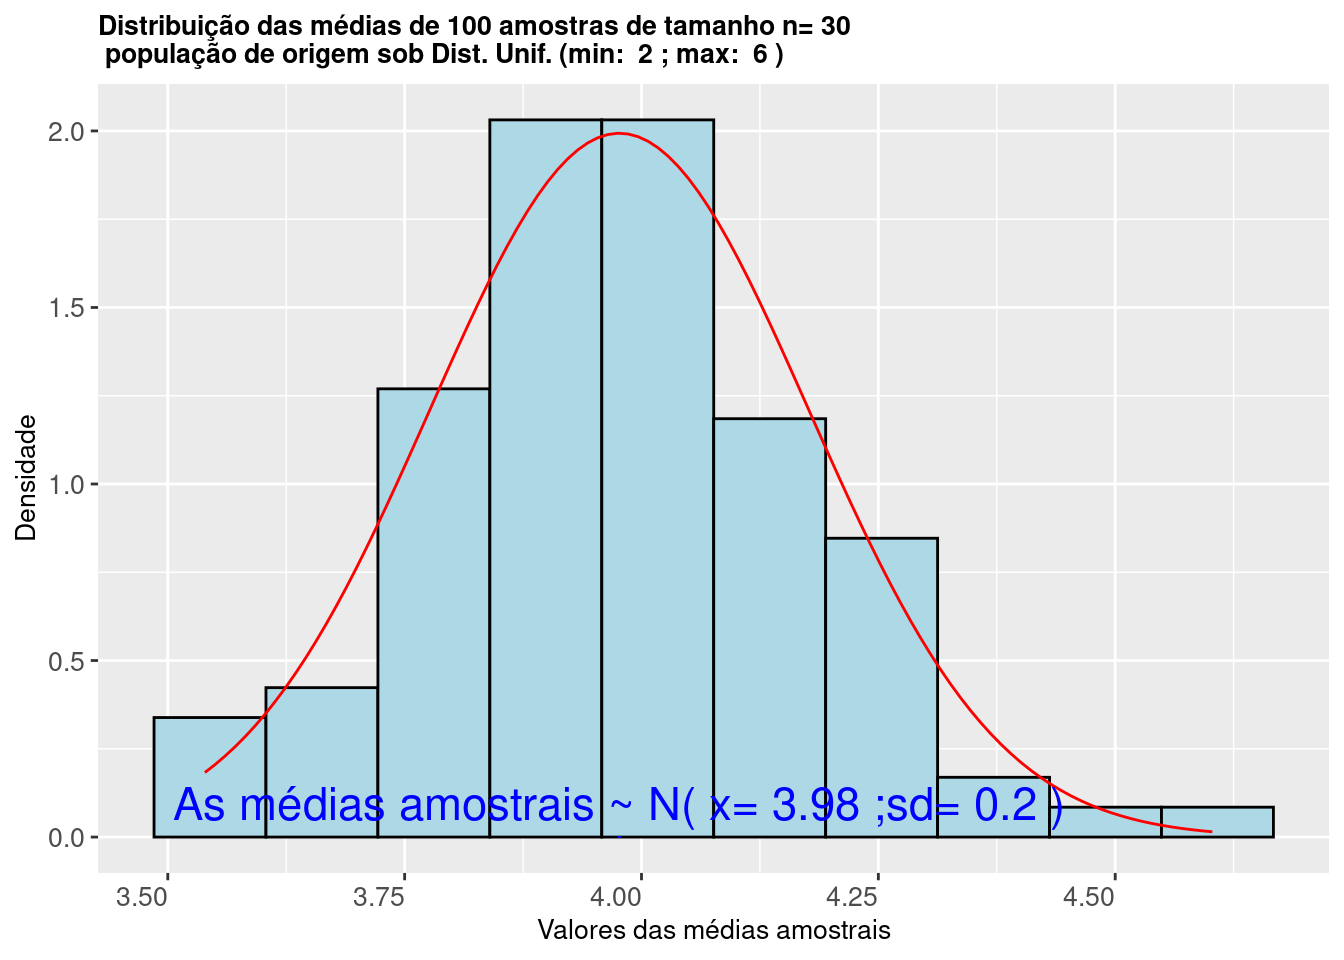 Distribuição das médias de 100 amostras de tamanho n= 30
população de origem sob Dist. Unif. (min:  2 ; max:  6 )
2.0
1.5
1.0
0.5
0.0
Densidade
As médias amostrais ~ N( x= 3.98 ;sd= 0.2 )
3.50 3.75 4.00 4.25 4.50
Valores das médias amostrais